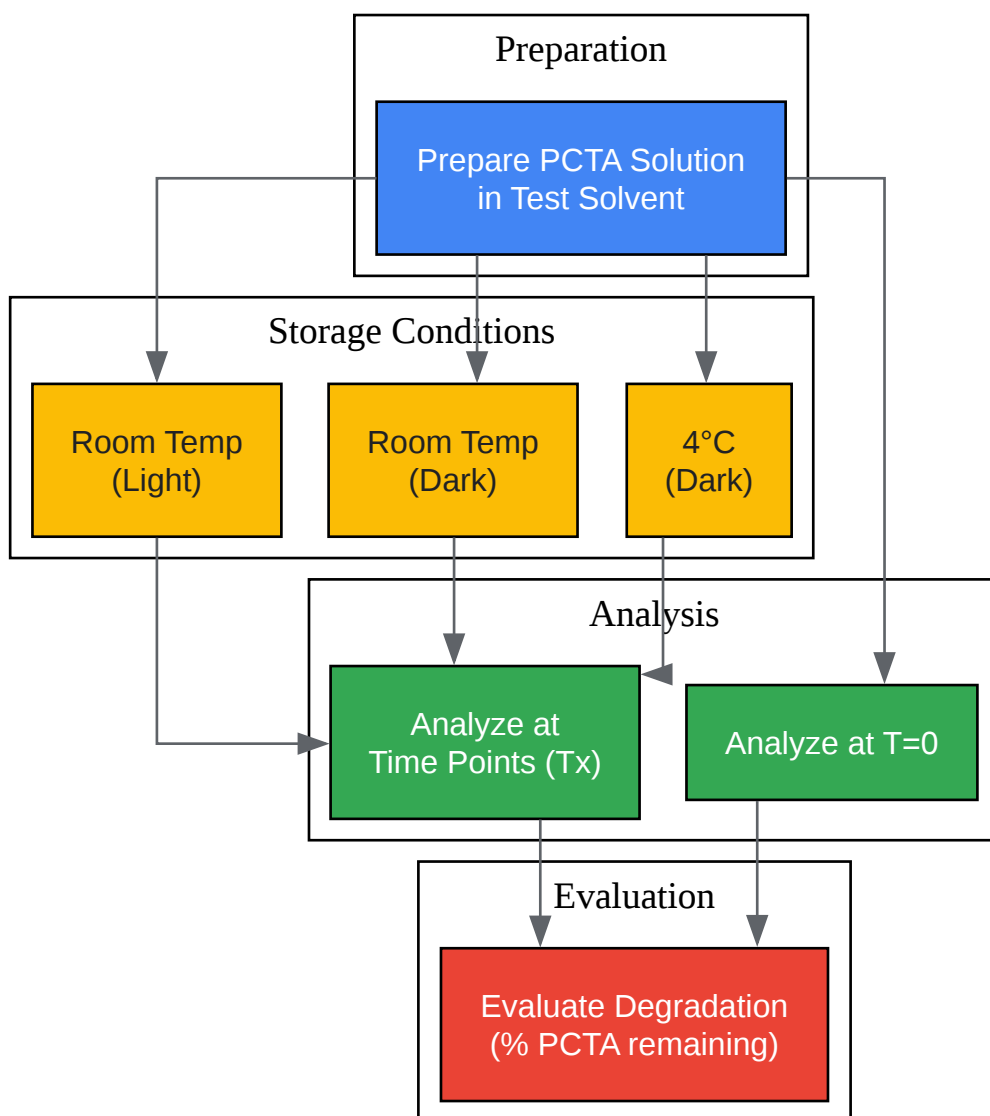 Preparation
Prepare PCTA Solution
in Test Solvent
Storage Conditions
Room Temp
(Light)
Room Temp
(Dark)
4°C
(Dark)
Analysis
Analyze at
Time Points (Tx)
Analyze at T=0
Evaluation
Evaluate Degradation
(% PCTA remaining)